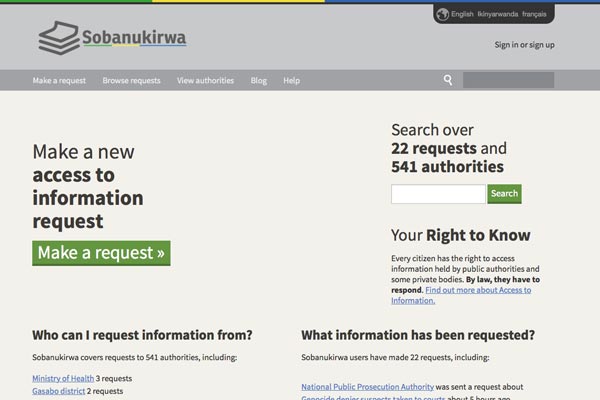 English Ikinyarwanda français
Sobanukirwa
Sign in or sign up
Make a request Browse requests View authorities Blog Help
Make a new
access to
information
request
Make a request »
Search over
22 requests and
541 authorities
Search
Your Right to Know
Every citizen has the right to access
information held by public authorities and
some private bodies. By law, they have to
respond. Find out more about Access to
Information.
Who can I request information from?
Sobanukirwa covers requests to 541 authorities, including:
Ministry of Health 3 requests
Gasabo district 2 requests
What information has been requested?
Sobanukirwa users have made 22 requests, including:
National Public Prosecution Authority was sent a request about
Genocide denier suspects taken to courts about 5 hours ago